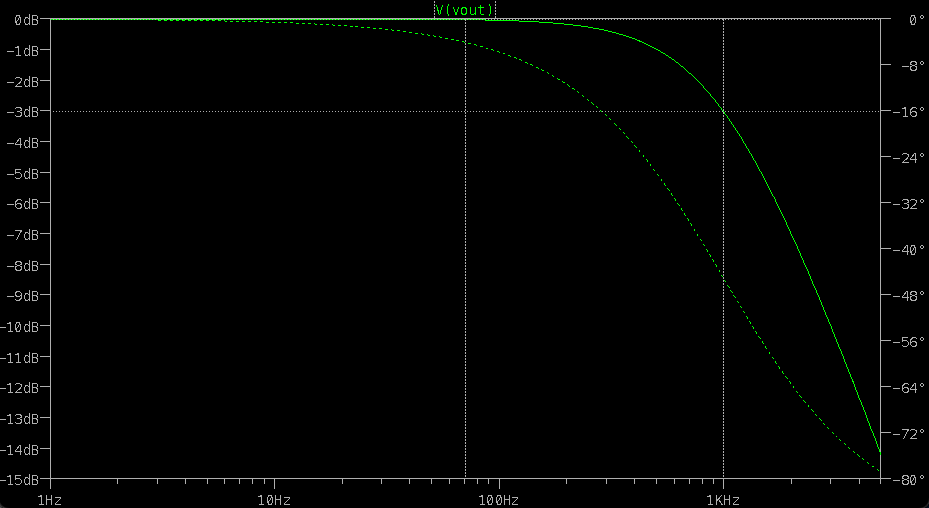 V(vout)
0dB 0°
-1dB -8°
-2dB
-3dB -16°
-4dB -24°
-5dB
-6dB -32°
-7dB -40°
-8dB
-9dB -48°
-10dB -56°
-11dB
-12dB -64°
-13dB -72°
-14dB
-15dB -80°
1Hz 10Hz 100Hz 1KHz